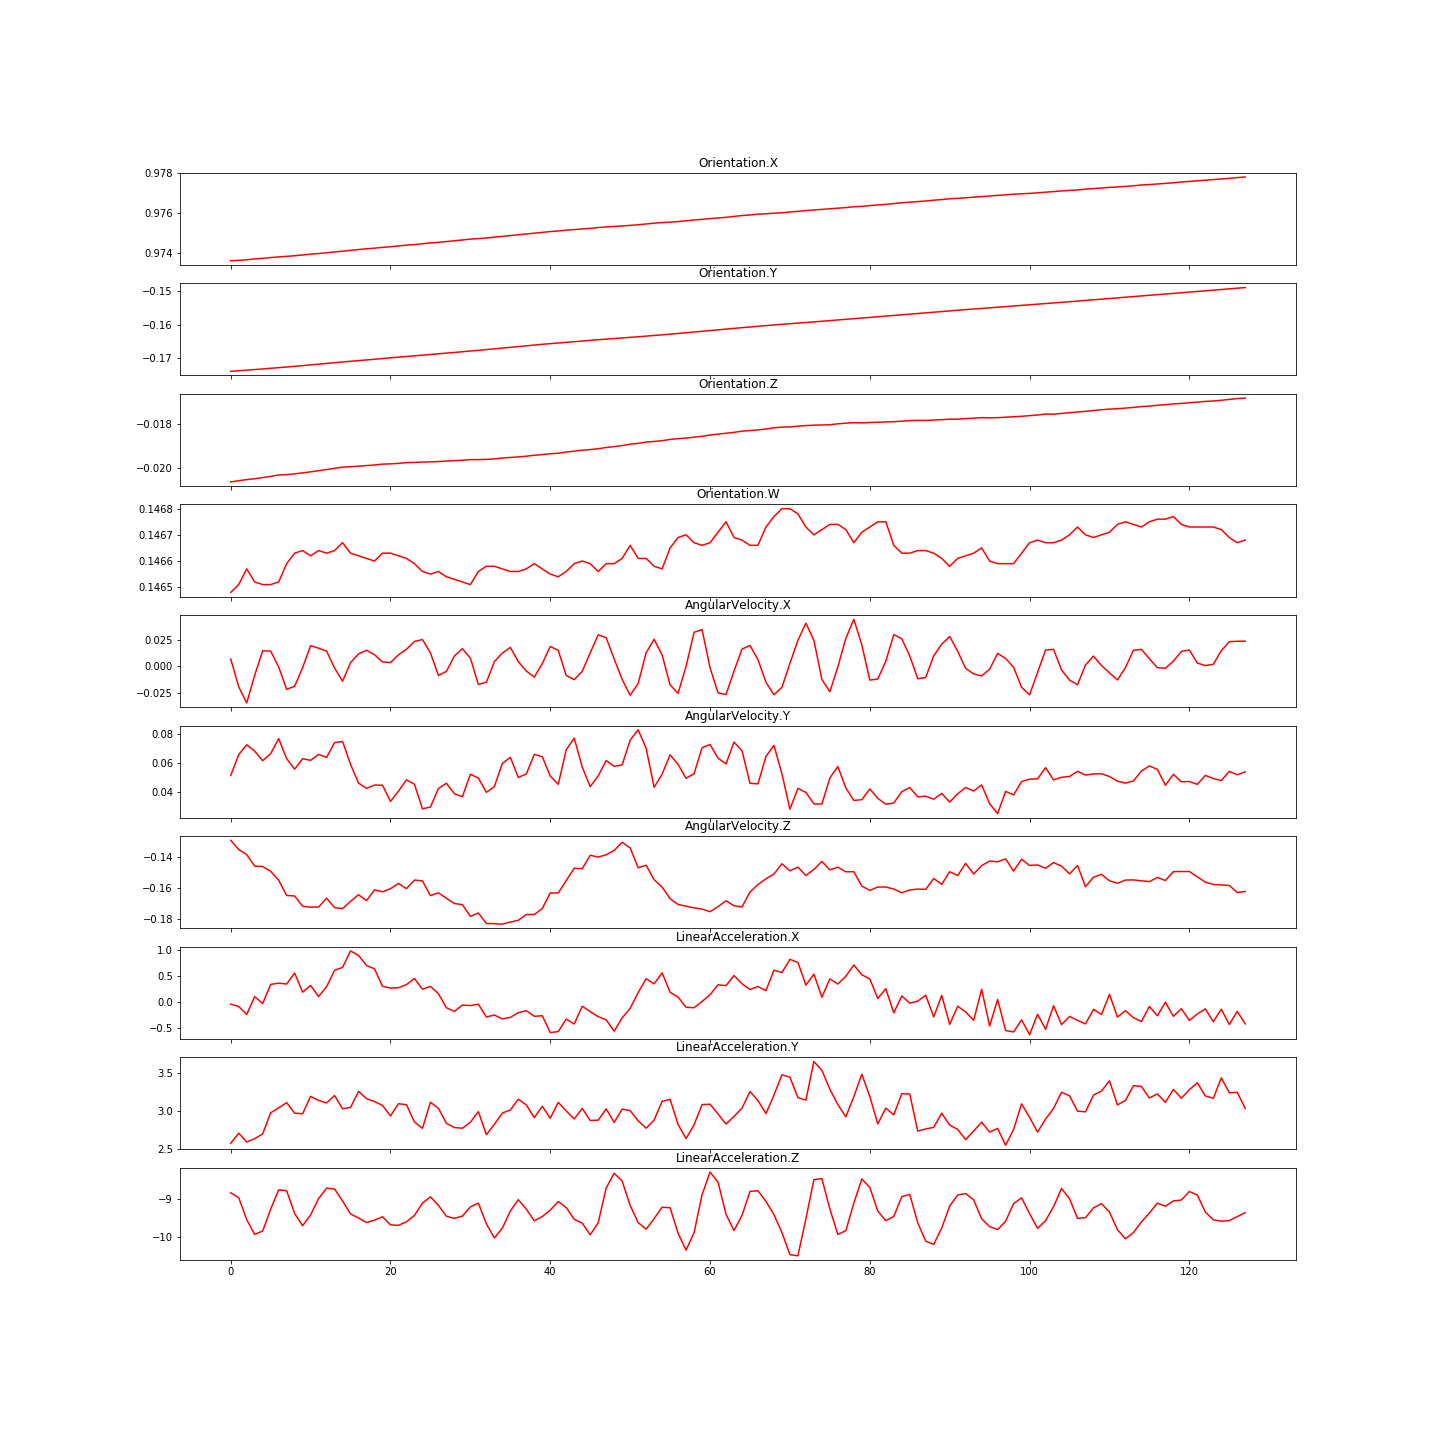 Orientation.X
0.978
0.976
0.974
Orientation.Y
−0.15
−0.16
−0.17
Orientation.Z
−0.018
−0.020
Orientation.W
0.1468
0.1467
0.1466
0.1465
AngularVelocity.X
0.025
0.000
−0.025
AngularVelocity.Y
0.08
0.06
0.04
AngularVelocity.Z
−0.14
−0.16
−0.18
LinearAcceleration.X
1.0
0.5
0.0
−0.5
LinearAcceleration.Y
3.5
3.0
2.5
LinearAcceleration.Z
−9
−10
0 20 40 60 80 100 120